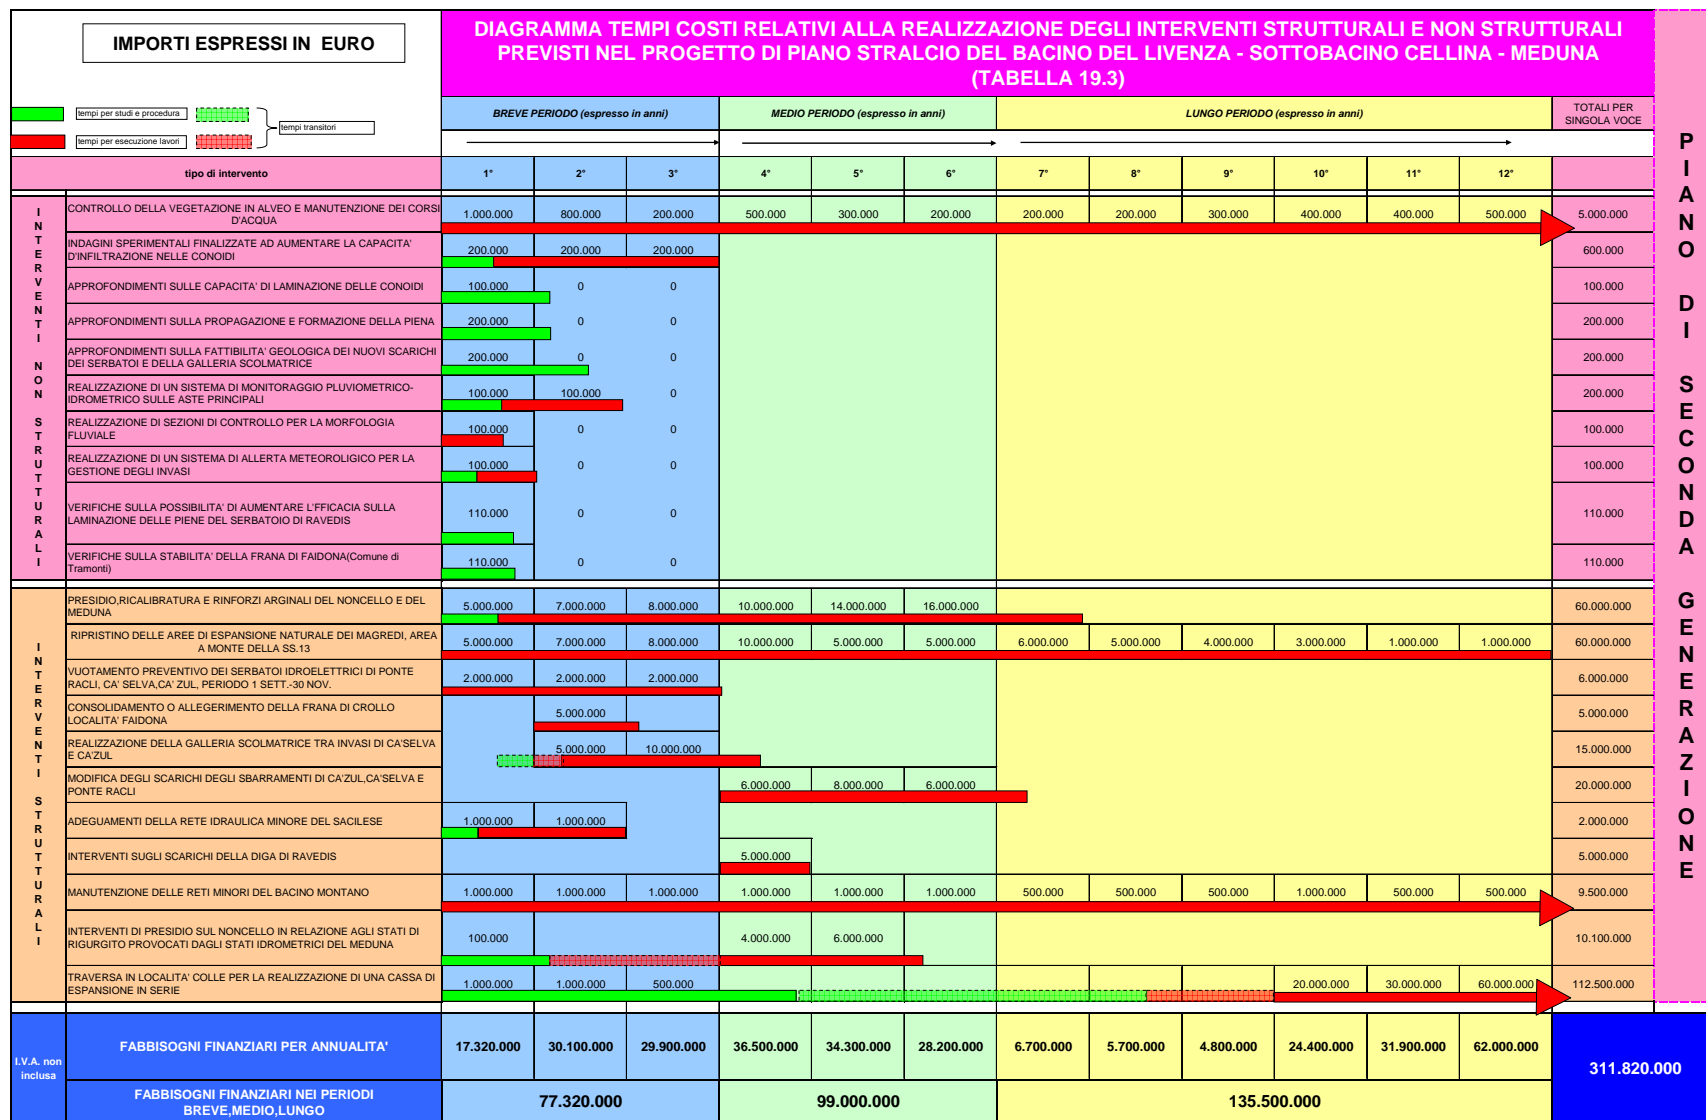 IMPORTI ESPRESSI IN  EURO
DIAGRAMMA TEMPI COSTI RELATIVI ALLA REALIZZAZIONE DEGLI INTERVENTI STRUTTURALI E NON STRUTTURALI
PREVISTI NEL PROGETTO DI PIANO STRALCIO DEL BACINO DEL LIVENZA - SOTTOBACINO CELLINA - MEDUNA
(TABELLA 19.3)
tempi per studi e procedura
tempi per esecuzione lavori
tempi transitori
BREVE PERIODO (espresso in anni)
MEDIO PERIODO (espresso in anni)
LUNGO PERIODO (espresso in anni)
TOTALI PER
SINGOLA VOCE
tipo di intervento 1° 2° 3° 4° 5° 6° 7° 8° 9° 10° 11° 12°
INTERVENTI NON STRUTTURALI
CONTROLLO DELLA VEGETAZIONE IN ALVEO E MANUTENZIONE DEI CORSI
D'ACQUA
1.000.000 800.000 200.000 500.000 300.000 200.000 200.000 200.000 300.000 400.000 400.000 500.000 5.000.000
INDAGINI SPERIMENTALI FINALIZZATE AD AUMENTARE LA CAPACITA'
D'INFILTRAZIONE NELLE CONOIDI
200.000 200.000 200.000 600.000
APPROFONDIMENTI SULLE CAPACITA' DI LAMINAZIONE DELLE CONOIDI
100.000 0 0 100.000
APPROFONDIMENTI SULLA PROPAGAZIONE E FORMAZIONE DELLA PIENA
200.000 0 0 200.000
APPROFONDIMENTI SULLA FATTIBILITA' GEOLOGICA DEI NUOVI SCARICHI
DEI SERBATOI E DELLA GALLERIA SCOLMATRICE
200.000 0 0 200.000
REALIZZAZIONE DI UN SISTEMA DI MONITORAGGIO PLUVIOMETRICO-
IDROMETRICO SULLE ASTE PRINCIPALI
100.000 100.000 0 200.000
REALIZZAZIONE DI SEZIONI DI CONTROLLO PER LA MORFOLOGIA
FLUVIALE
100.000 0 0 100.000
REALIZZAZIONE DI UN SISTEMA DI ALLERTA METEOROLIGICO PER LA
GESTIONE DEGLI INVASI
100.000 0 0 100.000
VERIFICHE SULLA POSSIBILITA' DI AUMENTARE L'FFICACIA SULLA
LAMINAZIONE DELLE PIENE DEL SERBATOIO DI RAVEDIS
110.000 0 0 110.000
VERIFICHE SULLA STABILITA' DELLA FRANA DI FAIDONA(Comune di
Tramonti)
110.000 0 0 110.000
INTERVENTI STRUTTURALI
PRESIDIO,RICALIBRATURA E RINFORZI ARGINALI DEL NONCELLO E DEL
MEDUNA
5.000.000 7.000.000 8.000.000 10.000.000 14.000.000 16.000.000 60.000.000
RIPRISTINO DELLE AREE DI ESPANSIONE NATURALE DEI MAGREDI, AREA
A MONTE DELLA SS.13
5.000.000 7.000.000 8.000.000 10.000.000 5.000.000 5.000.000 6.000.000 5.000.000 4.000.000 3.000.000 1.000.000 1.000.000 60.000.000
VUOTAMENTO PREVENTIVO DEI SERBATOI IDROELETTRICI DI PONTE
RACLI, CA' SELVA,CA' ZUL, PERIODO 1 SETT.-30 NOV.
2.000.000 2.000.000 2.000.000 6.000.000
CONSOLIDAMENTO O ALLEGERIMENTO DELLA FRANA DI CROLLO
LOCALITA' FAIDONA
5.000.000 5.000.000
REALIZZAZIONE DELLA GALLERIA SCOLMATRICE TRA INVASI DI CA'SELVA
E CA'ZUL
5.000.000 10.000.000 15.000.000
MODIFICA DEGLI SCARICHI DEGLI SBARRAMENTI DI CA'ZUL,CA'SELVA E
PONTE RACLI
6.000.000 8.000.000 6.000.000 20.000.000
ADEGUAMENTI DELLA RETE IDRAULICA MINORE DEL SACILESE
1.000.000 1.000.000 2.000.000
INTERVENTI SUGLI SCARICHI DELLA DIGA DI RAVEDIS
5.000.000 5.000.000
MANUTENZIONE DELLE RETI MINORI DEL BACINO MONTANO
1.000.000 1.000.000 1.000.000 1.000.000 1.000.000 1.000.000 500.000 500.000 500.000 1.000.000 500.000 500.000 9.500.000
INTERVENTI DI PRESIDIO SUL NONCELLO IN RELAZIONE AGLI STATI DI
RIGURGITO PROVOCATI DAGLI STATI IDROMETRICI DEL MEDUNA
100.000 4.000.000 6.000.000 10.100.000
TRAVERSA IN LOCALITA' COLLE PER LA REALIZZAZIONE DI UNA CASSA DI
ESPANSIONE IN SERIE
1.000.000 1.000.000 500.000 20.000.000 30.000.000 60.000.000 112.500.000
I.V.A. non
inclusa
FABBISOGNI FINANZIARI PER ANNUALITA'
17.320.000 30.100.000 29.900.000 36.500.000 34.300.000 28.200.000 6.700.000 5.700.000 4.800.000 24.400.000 31.900.000 62.000.000
311.820.000
FABBISOGNI FINANZIARI NEI PERIODI
BREVE,MEDIO,LUNGO
77.320.000 99.000.000 135.500.000
PIANO DI SECONDA GENERAZIONE